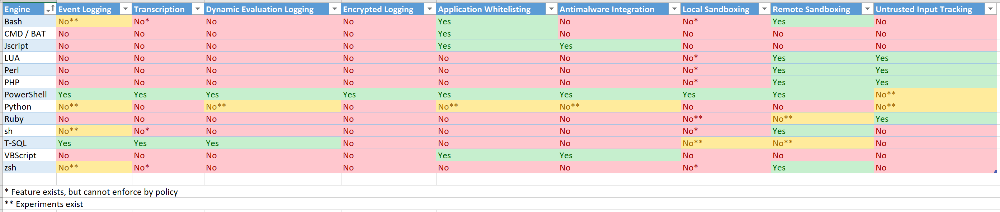 Engine Event Logging Transcription Dynamic Evaluation Logging Encrypted Logging Application Whitelisting Antimalware Integration Local Sandboxing Remote Sandboxing Untrusted Input Tracking
Bash No** No* No No Yes No No* Yes No
CMD / BAT No No No No Yes No No No No
Jscript No No No No Yes Yes No No No
LUA No No No No No No No* Yes Yes
Perl No No No No No No No* Yes Yes
PHP No No No No No No No* Yes Yes
PowerShell Yes Yes Yes Yes Yes Yes Yes Yes No**
Python No** No No** No No** No** No No No**
Ruby No No No No No No No** No** Yes
sh No** No* No No No No No* Yes No
T-SQL Yes Yes Yes No No No No** No** No
VBScript No No No No Yes Yes No No No
zsh No** No* No No No No No* Yes No
* Feature exists, but cannot enforce by policy
** Experiments exist